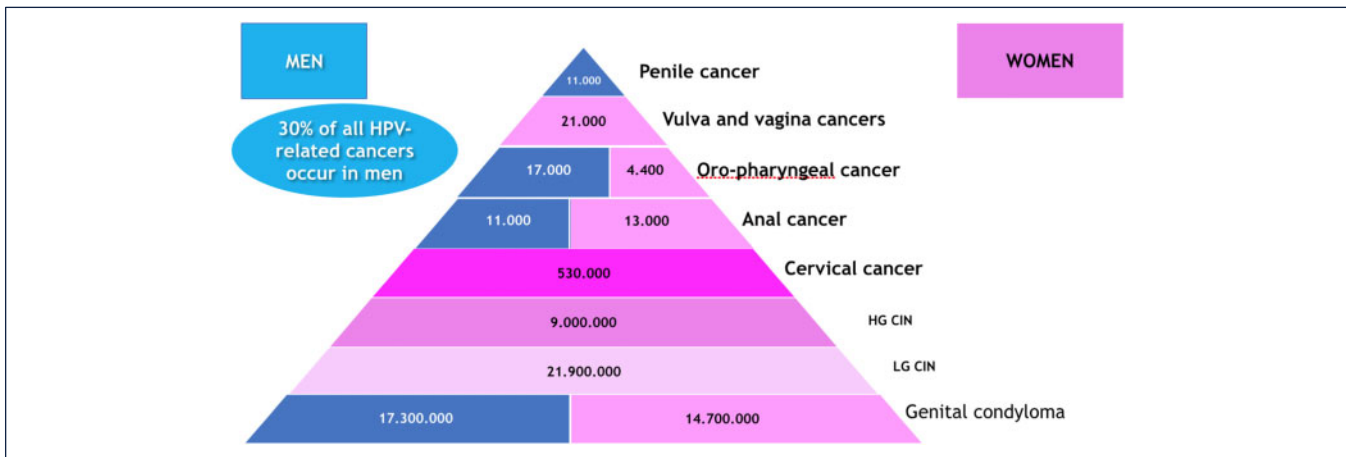 MEN
WOMEN
30% of all HPV-
related cancers
occur in men
11.000 Penile cancer
21.000 Vulva and vagina cancers
17.000 4.400 Oro-pharyngeal cancer
11.000 13.000 Anal cancer
530.000 Cervical cancer
9.000.000 HG CIN
21.900.000 LG CIN
17.300.000 14.700.000 Genital condyloma